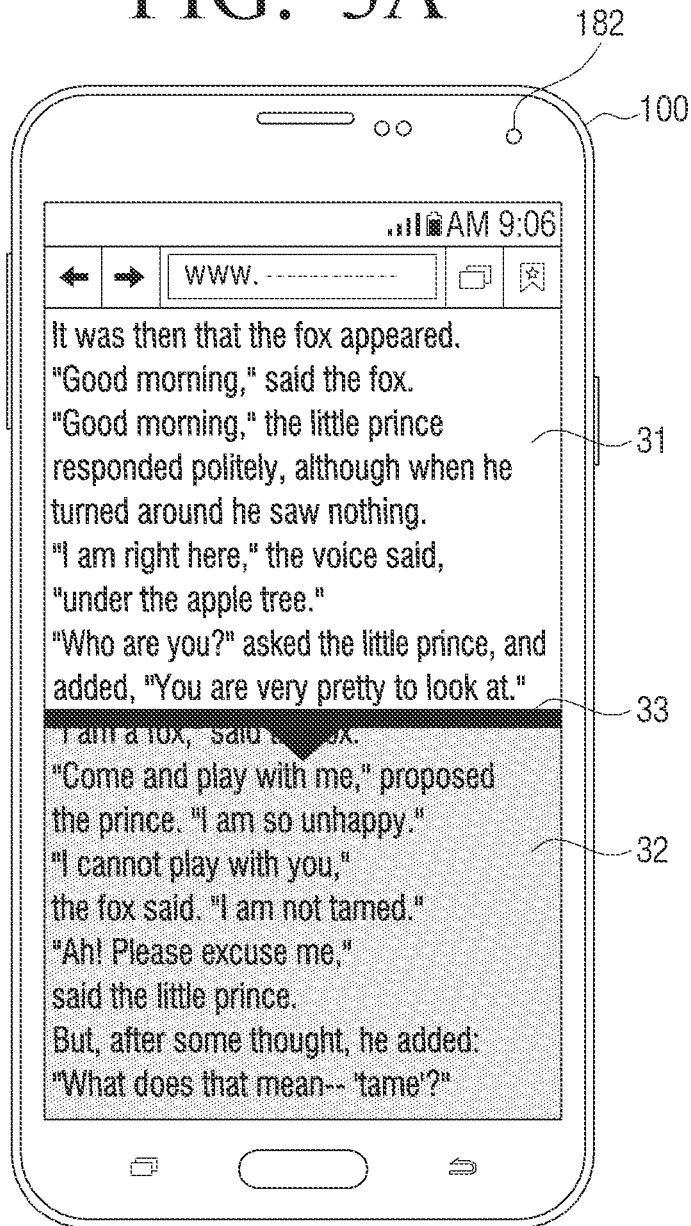 FIG. 3A
182
100
AM 9:06
www.
It was then that the fox appeared.
"Good morning," said the fox.
"Good morning," the little prince
responded politely, although when he
turned around he saw nothing.
"I am right here," the voice said,
"under the apple tree."
"Who are you?" asked the little prince, and
added, "You are very pretty to look at."
"I am a fox," said
"Come and play with me," proposed
the prince. "I am so unhappy."
"I cannot play with you,"
the fox said. "I am not tamed."
"Ah! Please excuse me,"
said the little prince.
But, after some thought, he added:
"What does that mean-- 'tame'?"
31
33
32